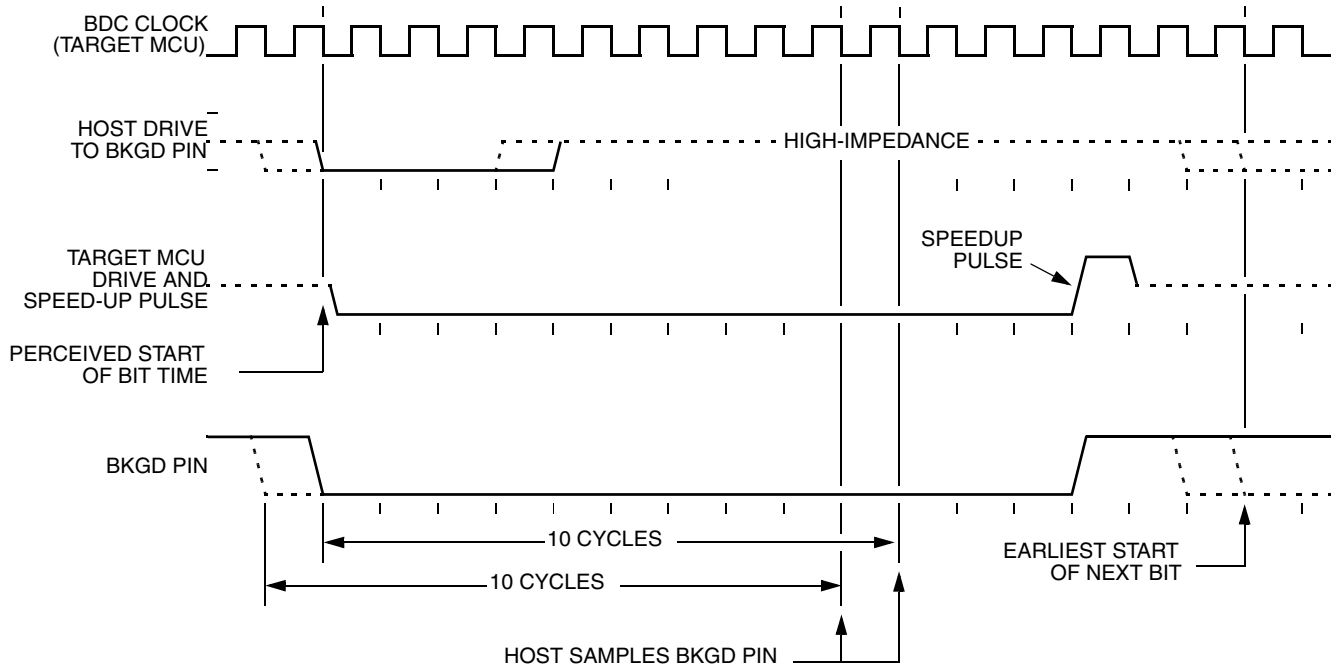 BDC CLOCK
(TARGET MCU)
HOST DRIVE
TO BKGD PIN
HIGH-IMPEDANCE
TARGET MCU
DRIVE AND
SPEED-UP PULSE
SPEEDUP
PULSE
PERCEIVED START
OF BIT TIME
BKGD PIN
10 CYCLES
10 CYCLES
EARLIEST START
OF NEXT BIT
HOST SAMPLES BKGD PIN